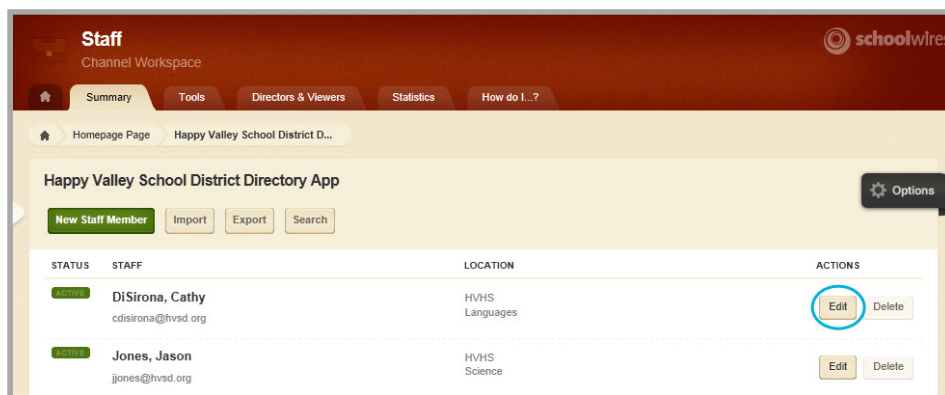 Staff
Channel Workspace
schoolwires
Summary Tools Directors & Viewers Statistics How do I...?
Homepage Page Happy Valley School District D...
Happy Valley School District Directory App
Options
New Staff Member Import Export Search
STATUS STAFF LOCATION ACTIONS
ACTIVE DiSirona, Cathy HVHS Edit Delete
cdisirona@hvsd.org Languages
ACTIVE Jones, Jason HVHS Edit Delete
jjones@hvsd.org Science